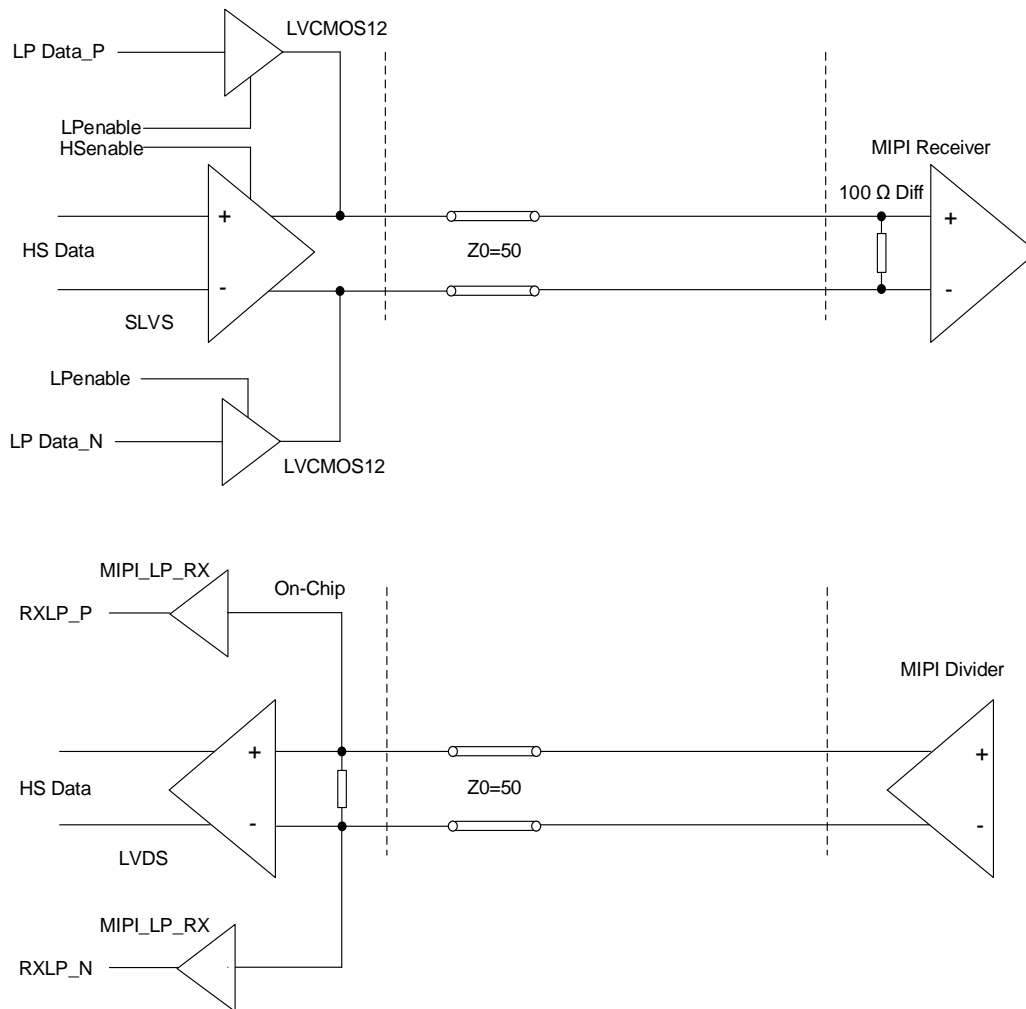 LVCMOS12
LP Data_P
LPenable
HSenable
MIPI Receiver
100 Ω Diff
+
+
HS Data
Z0=50
-
-
SLVS
LPenable
LP Data_N
LVCMOS12
MIPI_LP_RX
On-Chip
RXLP_P
MIPI Divider
+
+
HS Data
Z0=50
-
-
LVDS
MIPI_LP_RX
RXLP_N